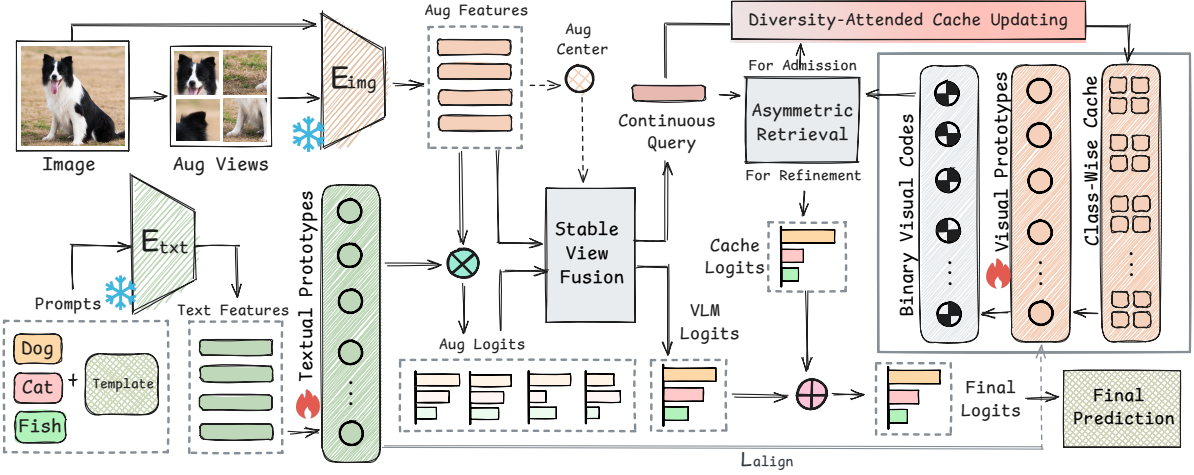 Aug Features
Diversity-Attended Cache Updating
Aug
Center
E img
For Admission
Asymmetric
Retrieval
Continuous
Query
For Refinement
Image
Aug Views
Binary Visual Codes
Visual Prototypes
Class-Wise Cache
E txt
Textual Prototypes
Stable
View
Fusion
Cache
Logits
Prompts
Text Features
VLM
Logits
Aug Logits
Dog
Cat
Fish
+
Template
Final
Logits
Final
Prediction
Lalign